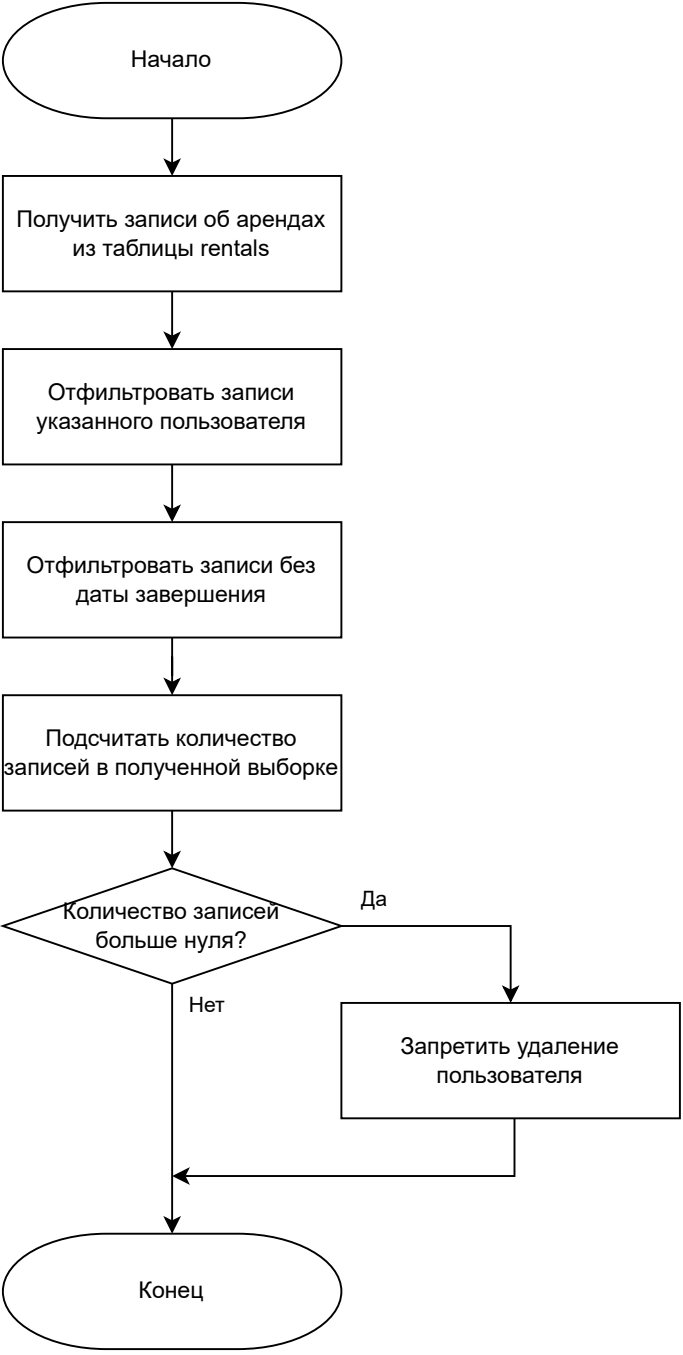 Начало
Получить записи об арендах
из таблицы rentals
Отфильтровать записи
указанного пользователя
Отфильтровать записи без
даты завершения
Подсчитать количество
записей в полученной выборке
Количество записей
больше нуля?
Да
Нет
Запретить удаление
пользователя
Конец